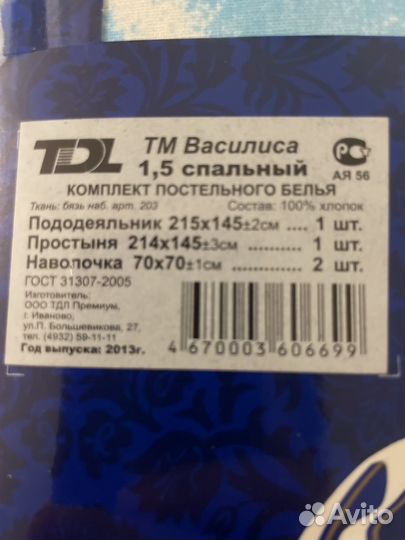 TDL
ТМ Василиса
1,5 спальный
АЯ 56
КОМПЛЕКТ ПОСТЕЛЬНОГО БЕЛЬЯ
Ткань: бязь наб. арт. 203 Состав: 100% хлопок
Пододеяльник 215х145±2см .... 1 шт.
Простыня 214х145±3см ........... 1 шт.
Наволочка 70х70±1см ............. 2 шт.
ГОСТ 31307-2005
Изготовитель:
ООО ТДЛ Премиум,
г. Иваново,
ул.П. Большевикова, 27,
тел. (4932) 59-11-11
Год выпуска: 2013г.
4 670003 606699
Avito